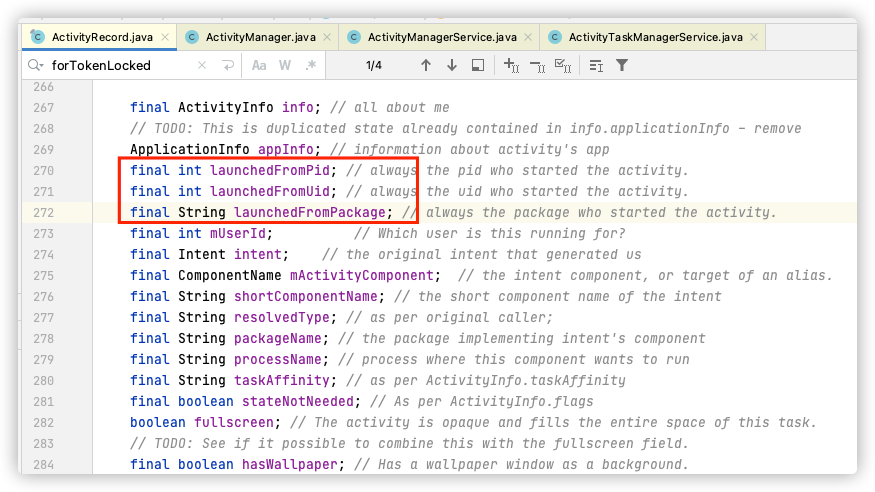 ActivityRecord.java ActivityManager.java ActivityManagerService.java ActivityTaskManagerService.java
forTokenLocked Aa W .* 1/4
266
267 final ActivityInfo info; // all about me
268 // TODO: This is duplicated state already contained in info.applicationInfo - remove
269 ApplicationInfo appInfo; // information about activity's app
270 final int launchedFromPid; // always the pid who started the activity.
271 final int launchedFromUid; // always the uid who started the activity.
272 final String launchedFromPackage; // always the package who started the activity.
273 final int mUserId; // Which user is this running for?
274 final Intent intent; // the original intent that generated us
275 final ComponentName mActivityComponent; // the intent component, or target of an alias.
276 final String shortComponentName; // the short component name of the intent
277 final String resolvedType; // as per original caller;
278 final String packageName; // the package implementing intent's component
279 final String processName; // process where this component wants to run
280 final String taskAffinity; // as per ActivityInfo.taskAffinity
281 final boolean stateNotNeeded; // As per ActivityInfo.flags
282 boolean fullscreen; // The activity is opaque and fills the entire space of this task.
283 // TODO: See if it possible to combine this with the fullscreen field.
284 final boolean hasWallpaper; // Has a wallpaper window as a background.